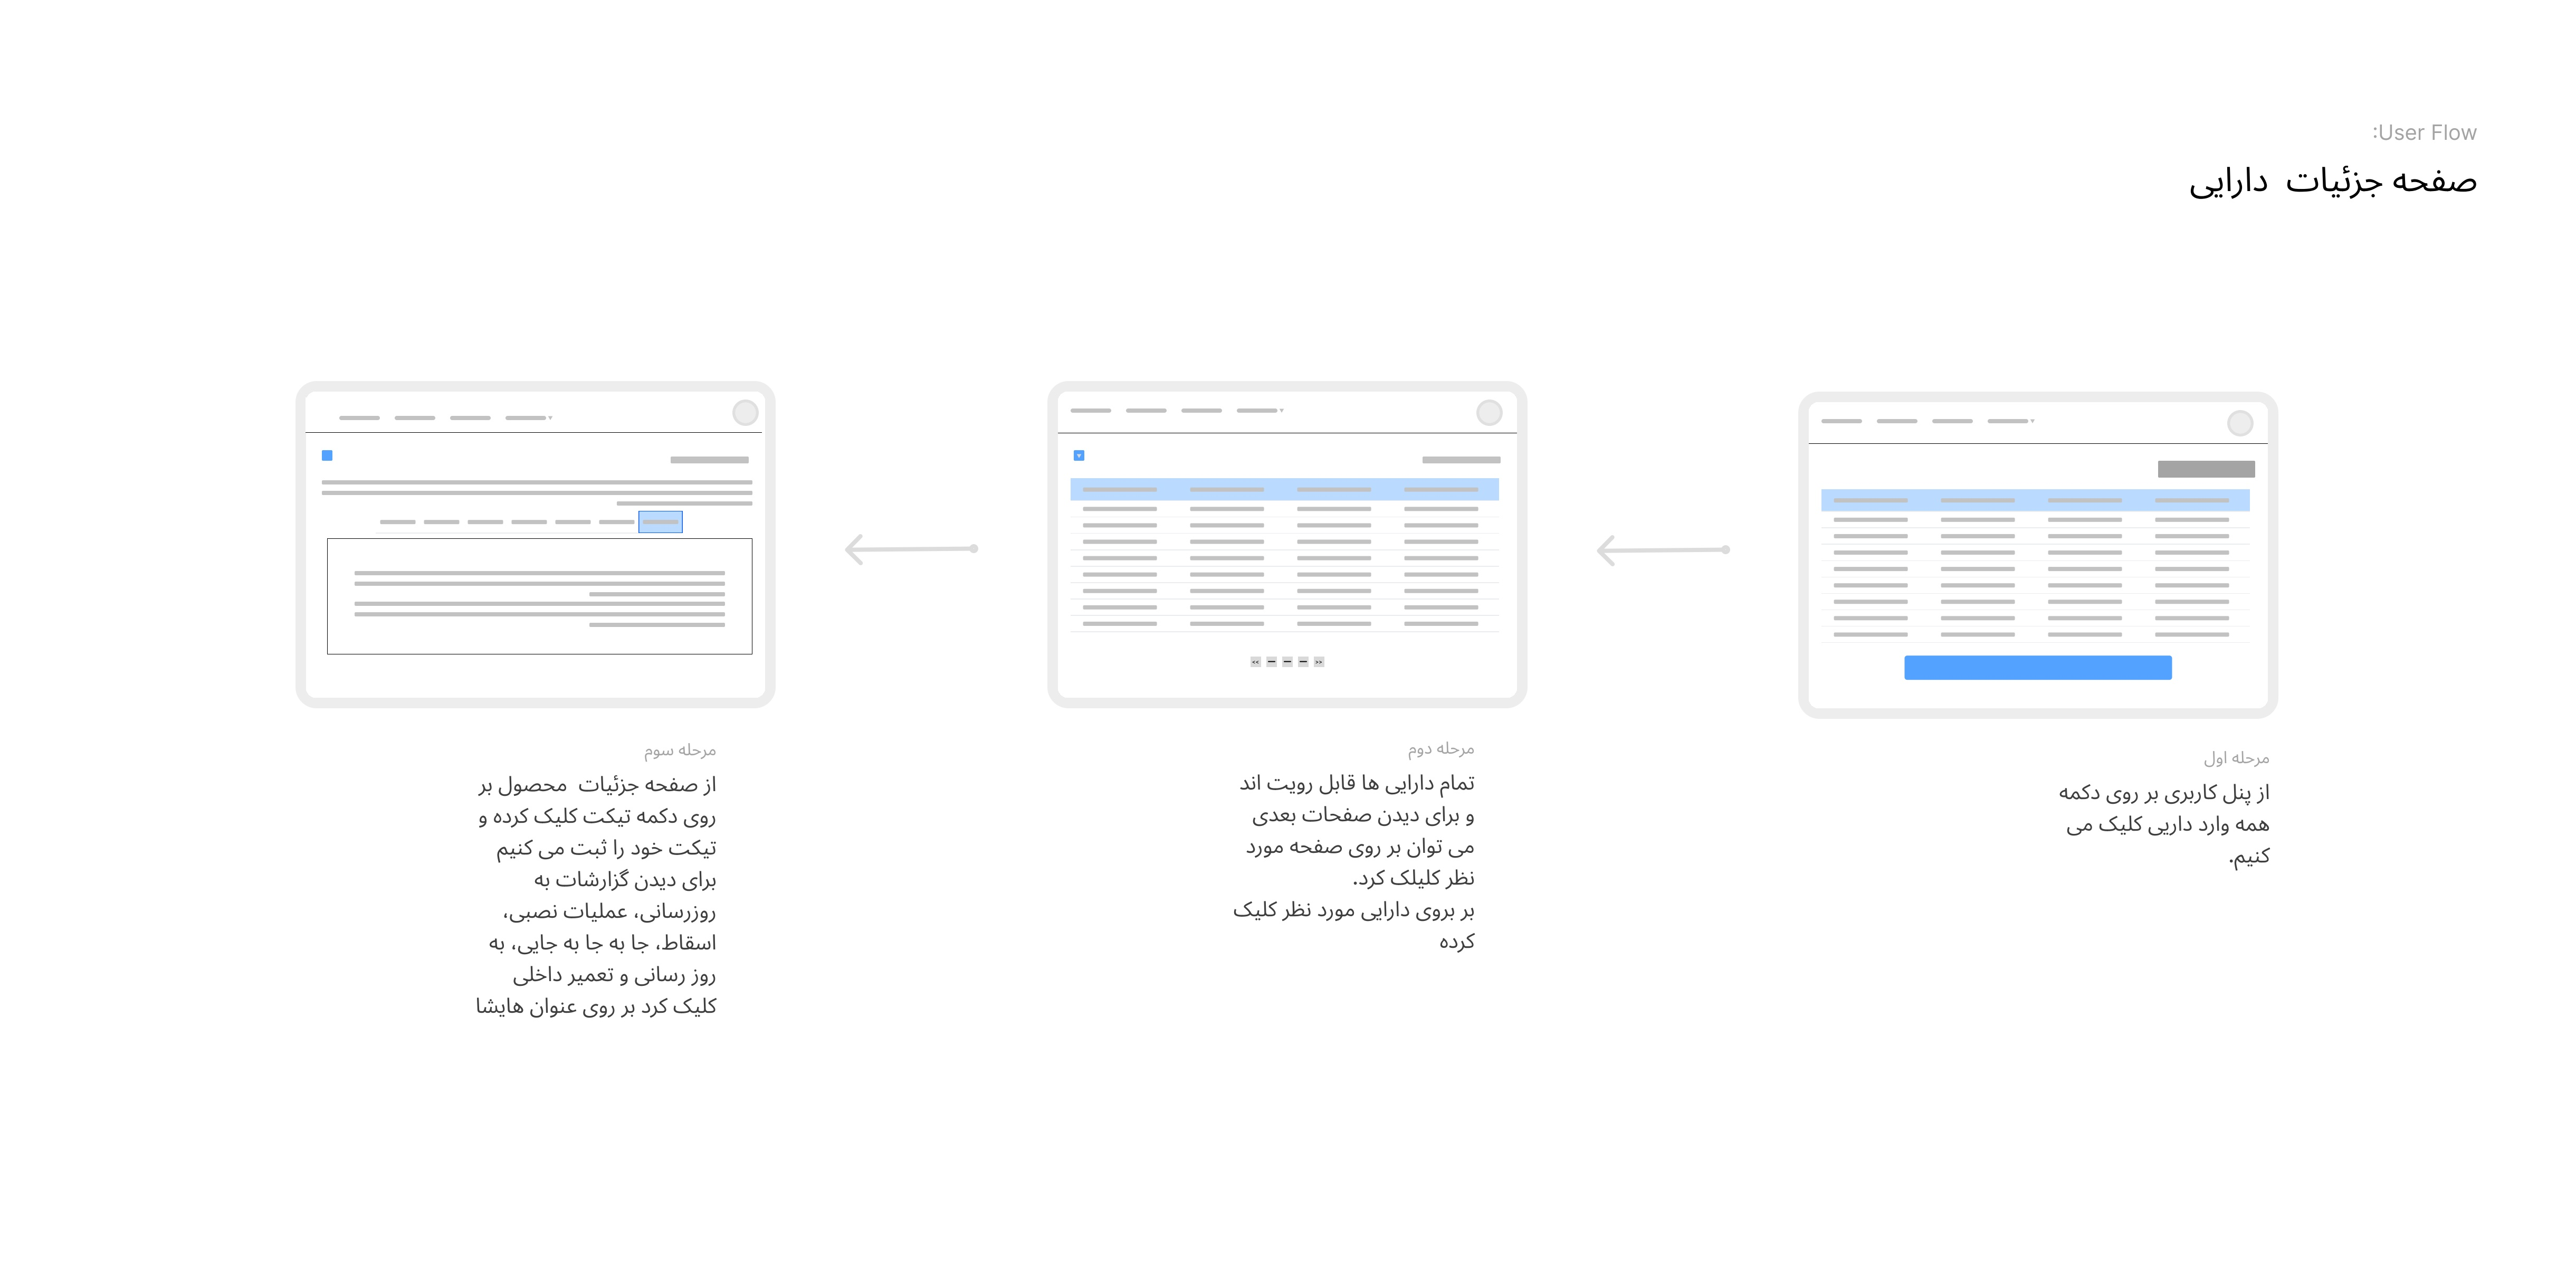 User Flow:
صفحه جزئیات  دارایی
مرحله اول
از پنل کاربری بر روی دکمه
همه وارد داریی کلیک می
کنیم.
مرحله دوم
تمام دارایی ها قابل رویت اند
و برای دیدن صفحات بعدی
می توان بر روی صفحه مورد
نظر کلیلک کرد.
بر بروی دارایی مورد نظر کلیک
کرده
مرحله سوم
از صفحه جزئیات  محصول بر
روی دکمه تیکت کلیک کرده و
تیکت خود را ثبت می کنیم
برای دیدن گزارشات به
روزرسانی، عملیات نصبی،
اسقاط، جا به جا به جایی، به
روز رسانی و تعمیر داخلی
کلیک کرد بر روی عنوان هایشا